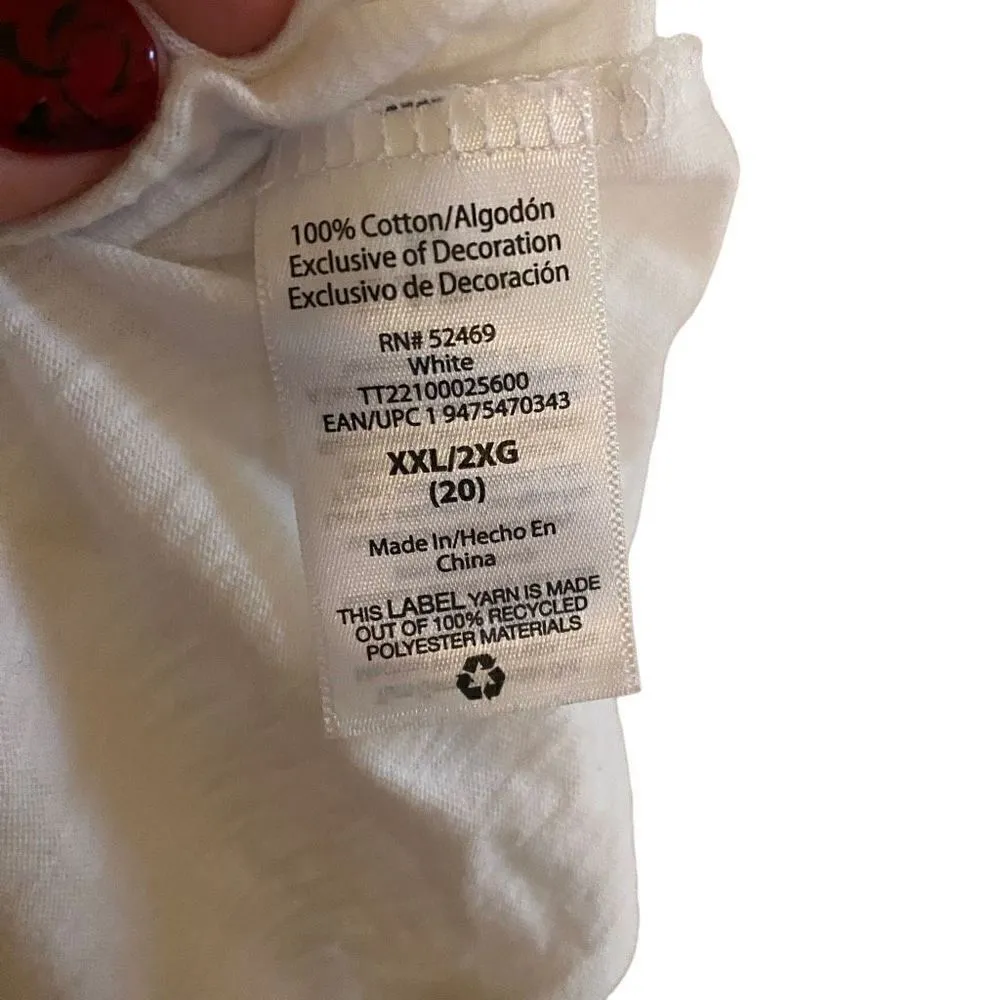 100% Cotton/Algodón
Exclusive of Decoration
Exclusivo de Decoración
RN# 52469
White
TT22100025600
EAN/UPC 1 9475470343
XXL/2XG
(20)
Made In/Hecho En
China
THIS LABEL YARN IS MADE
OUT OF 100% RECYCLED
POLYESTER MATERIALS